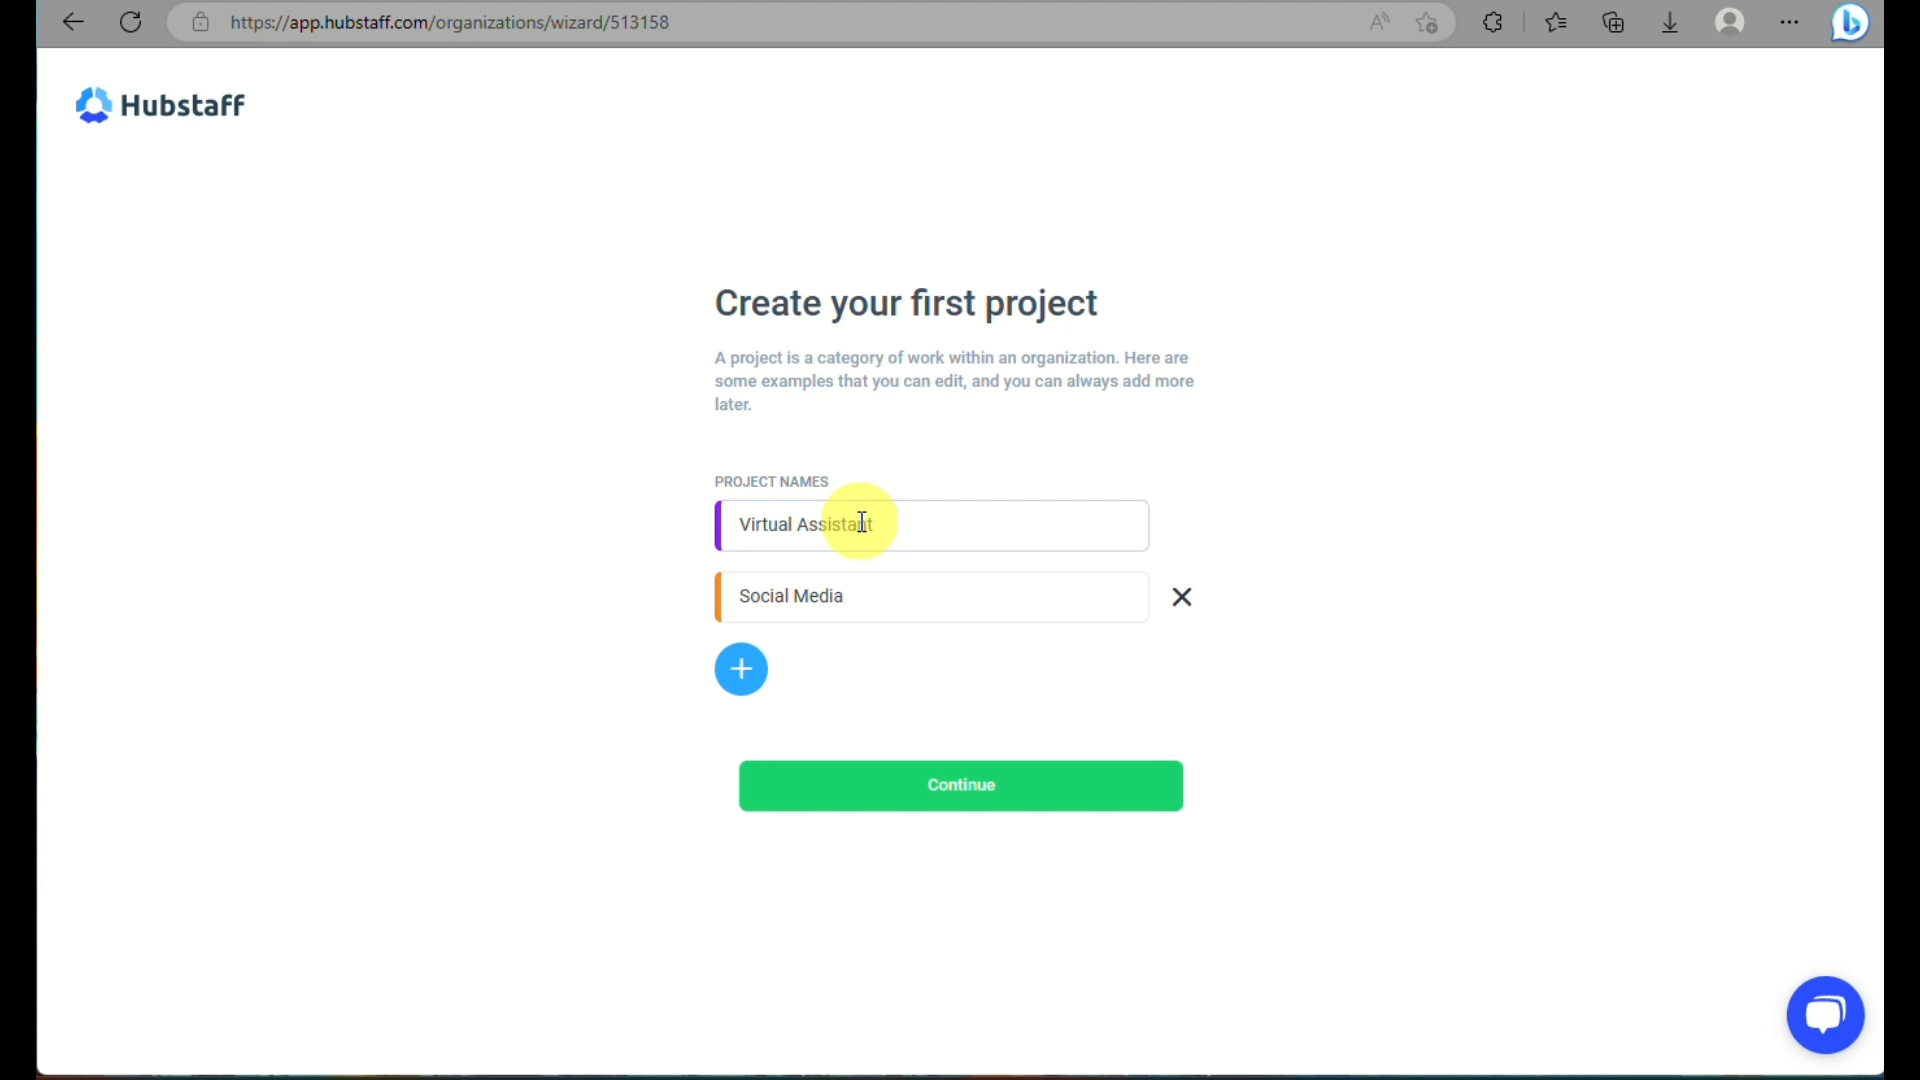 https://app.hubstaff.com/organizations/wizard/513158
Hubstaff
Create your first project
A project is a category of work within an organization. Here are
some examples that you can edit, and you can always add more
later.
PROJECT NAMES
Virtual Assistant
Social Media
Continue